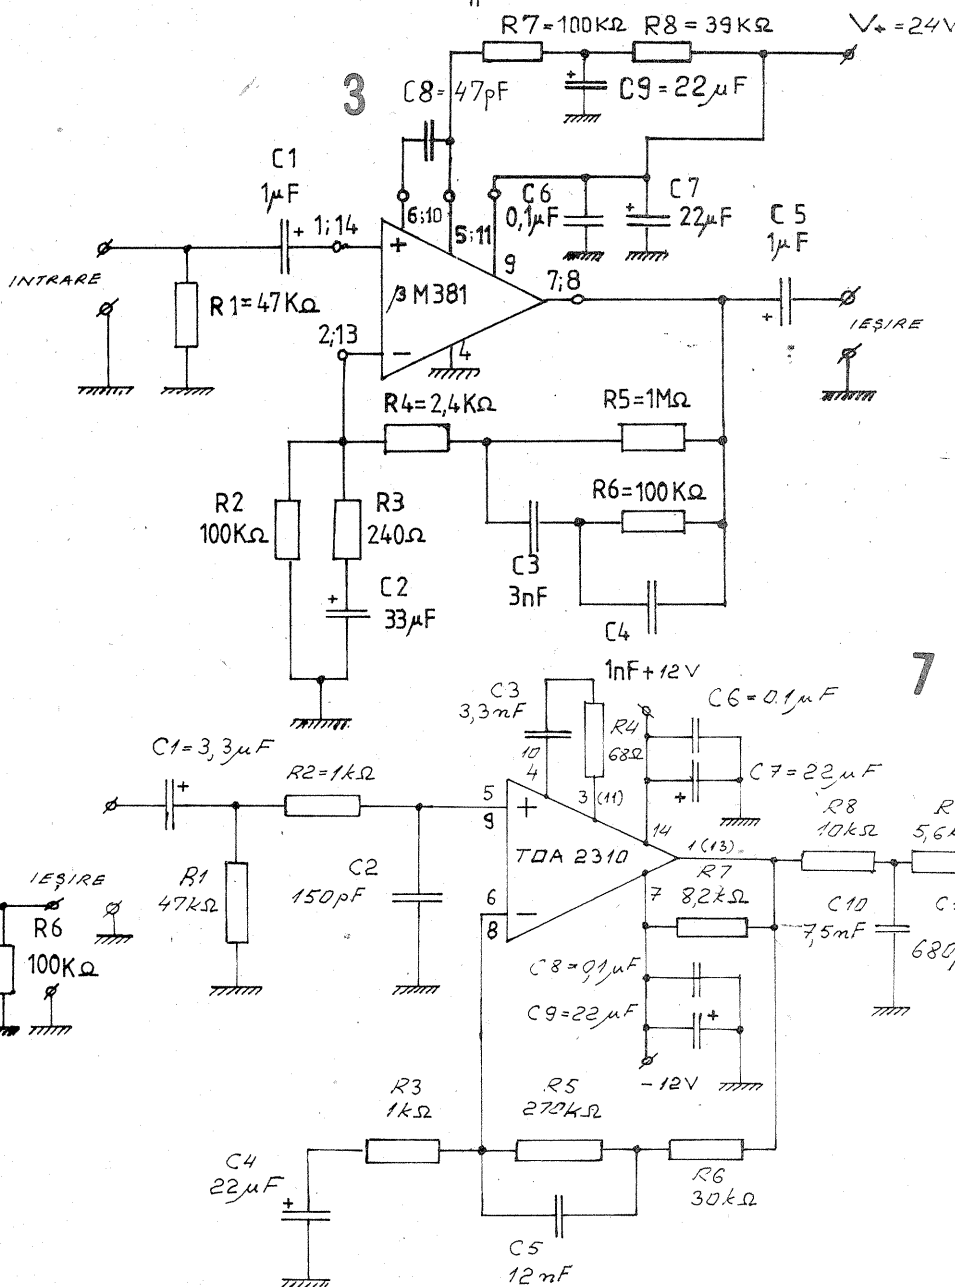 R7=100KΩ R8=39KΩ V+=24V
3
C8=47pF
C9=22µF
C1
1µF
6;10
C6
0,1µF
C7
22µF
C5
1µF
1;14
+
5;11
9
7;8
INTRARE
R1=47KΩ
βM381
+
IEŞIRE
2;13
−
4
R4=2,4KΩ
R5=1MΩ
R2
100KΩ
R3
240Ω
R6=100KΩ
C3
3nF
C2
33µF
C4
1nF
7
+12V
C3
3,3nF
R4
68Ω
C6=0.1µF
C7=22µF
C1=3,3µF
R2=1kΩ
10
4
3(11)
14
5
9
+
TDA 2310
1(13)
R8
10kΩ
5,6
R7
8,2kΩ
IEŞIRE
R6
100KΩ
R1
47kΩ
C2
150pF
6
8
−
7
C10
7,5nF
680
C8=0,1µF
C9=22µF
−12V
R3
1kΩ
R5
270kΩ
C4
22µF
R6
30kΩ
C5
12nF